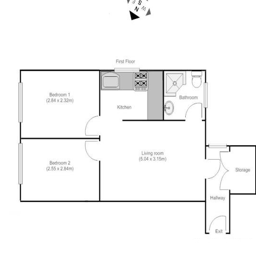 N
First Floor
Bedroom 1
(2.64 x 2.32m)
Kitchen
Bathroom
Bedroom 2
(2.55 x 2.84m)
Living room
(5.04 x 3.15m)
Storage
Hallway
Exit